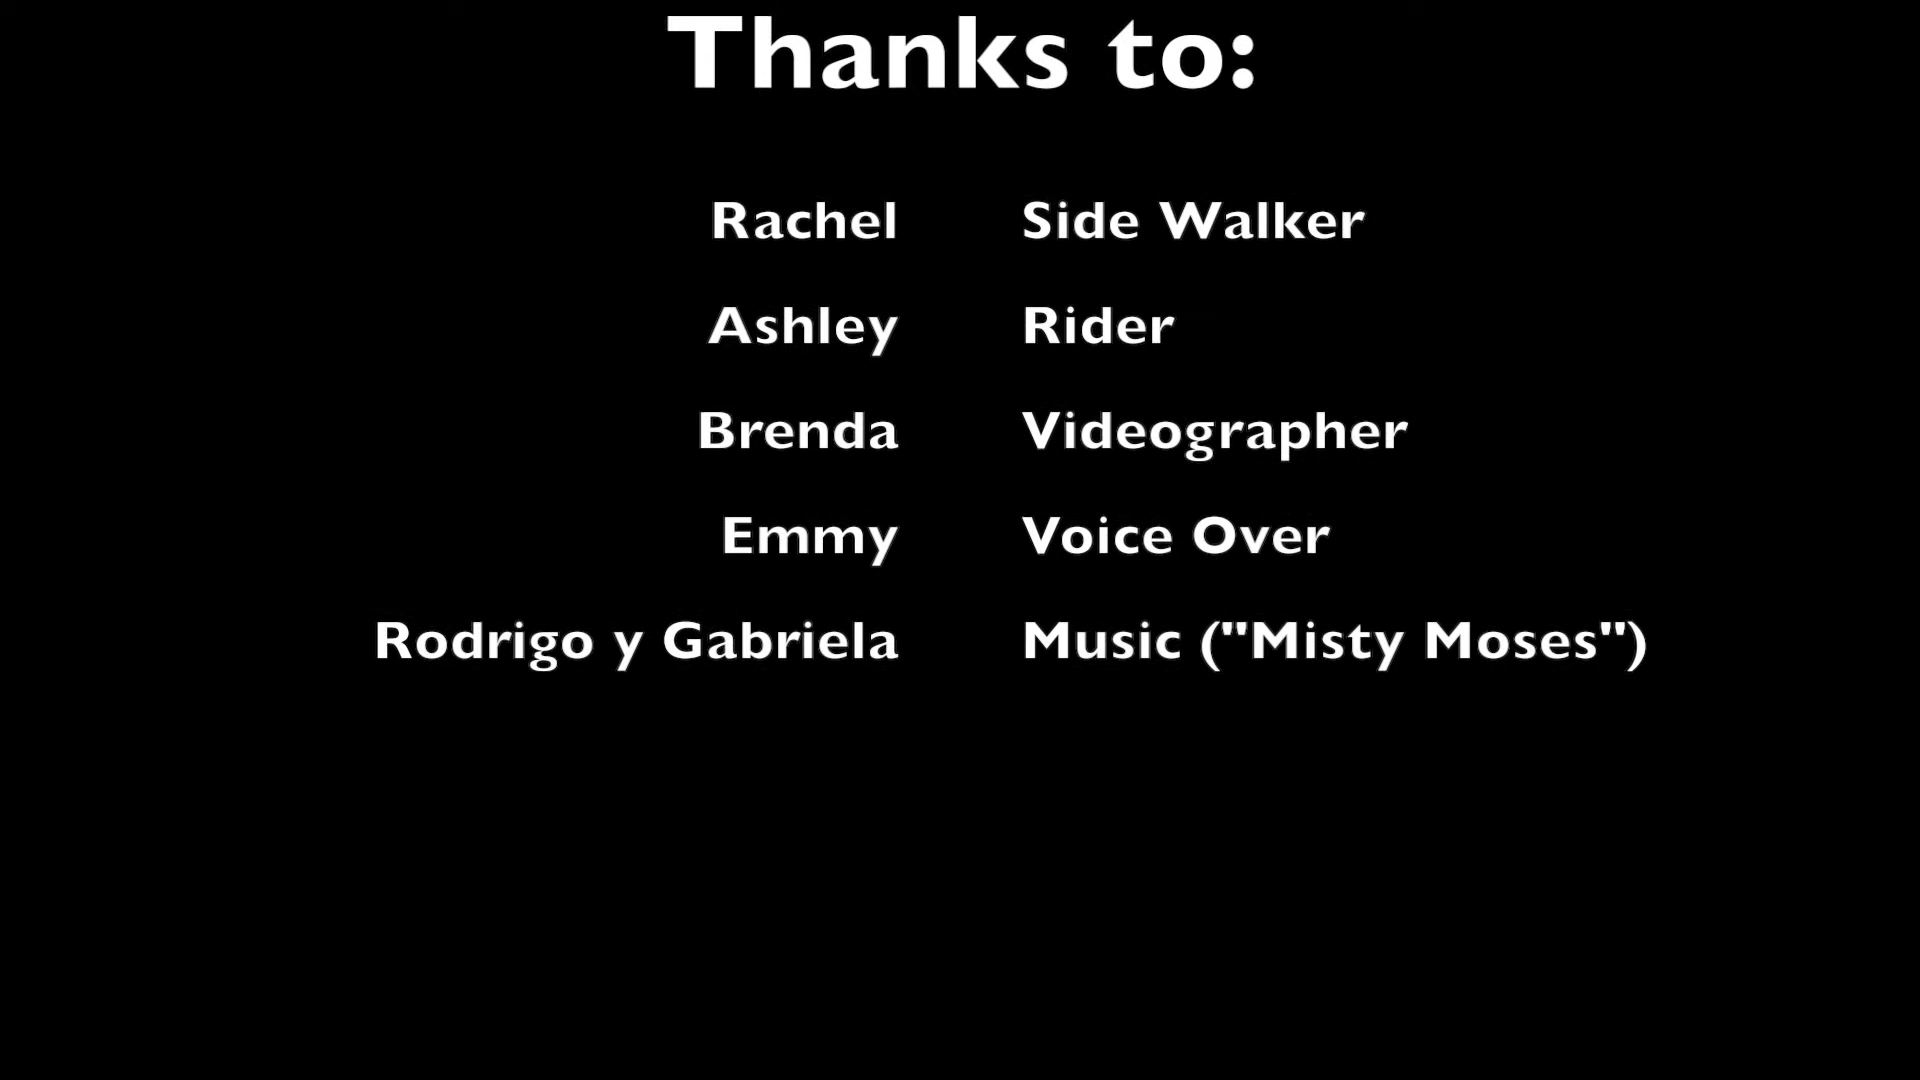 Thanks to:
Rachel Side Walker
Ashley Rider
Brenda Videographer
Emmy Voice Over
Rodrigo y Gabriela Music ("Misty Moses")